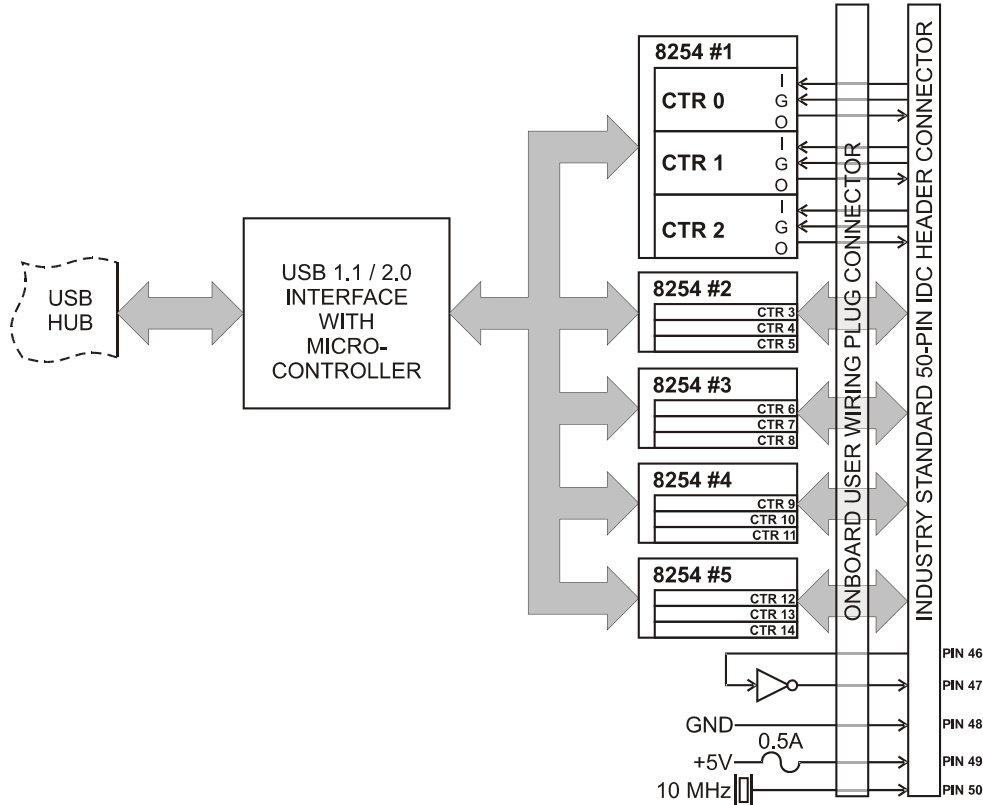 USB
HUB
USB 1.1 / 2.0
INTERFACE
WITH
MICRO-
CONTROLLER
8254 #1
CTR 0
I
G
O
CTR 1
I
G
O
CTR 2
I
G
O
8254 #2
CTR 3
CTR 4
CTR 5
8254 #3
CTR 6
CTR 7
CTR 8
8254 #4
CTR 9
CTR 10
CTR 11
8254 #5
CTR 12
CTR 13
CTR 14
ONBOARD USER WIRING PLUG CONNECTOR
INDUSTRY STANDARD 50-PIN IDC HEADER CONNECTOR
PIN 46
PIN 47
GND
PIN 48
+5V
0.5A
PIN 49
10 MHz
PIN 50